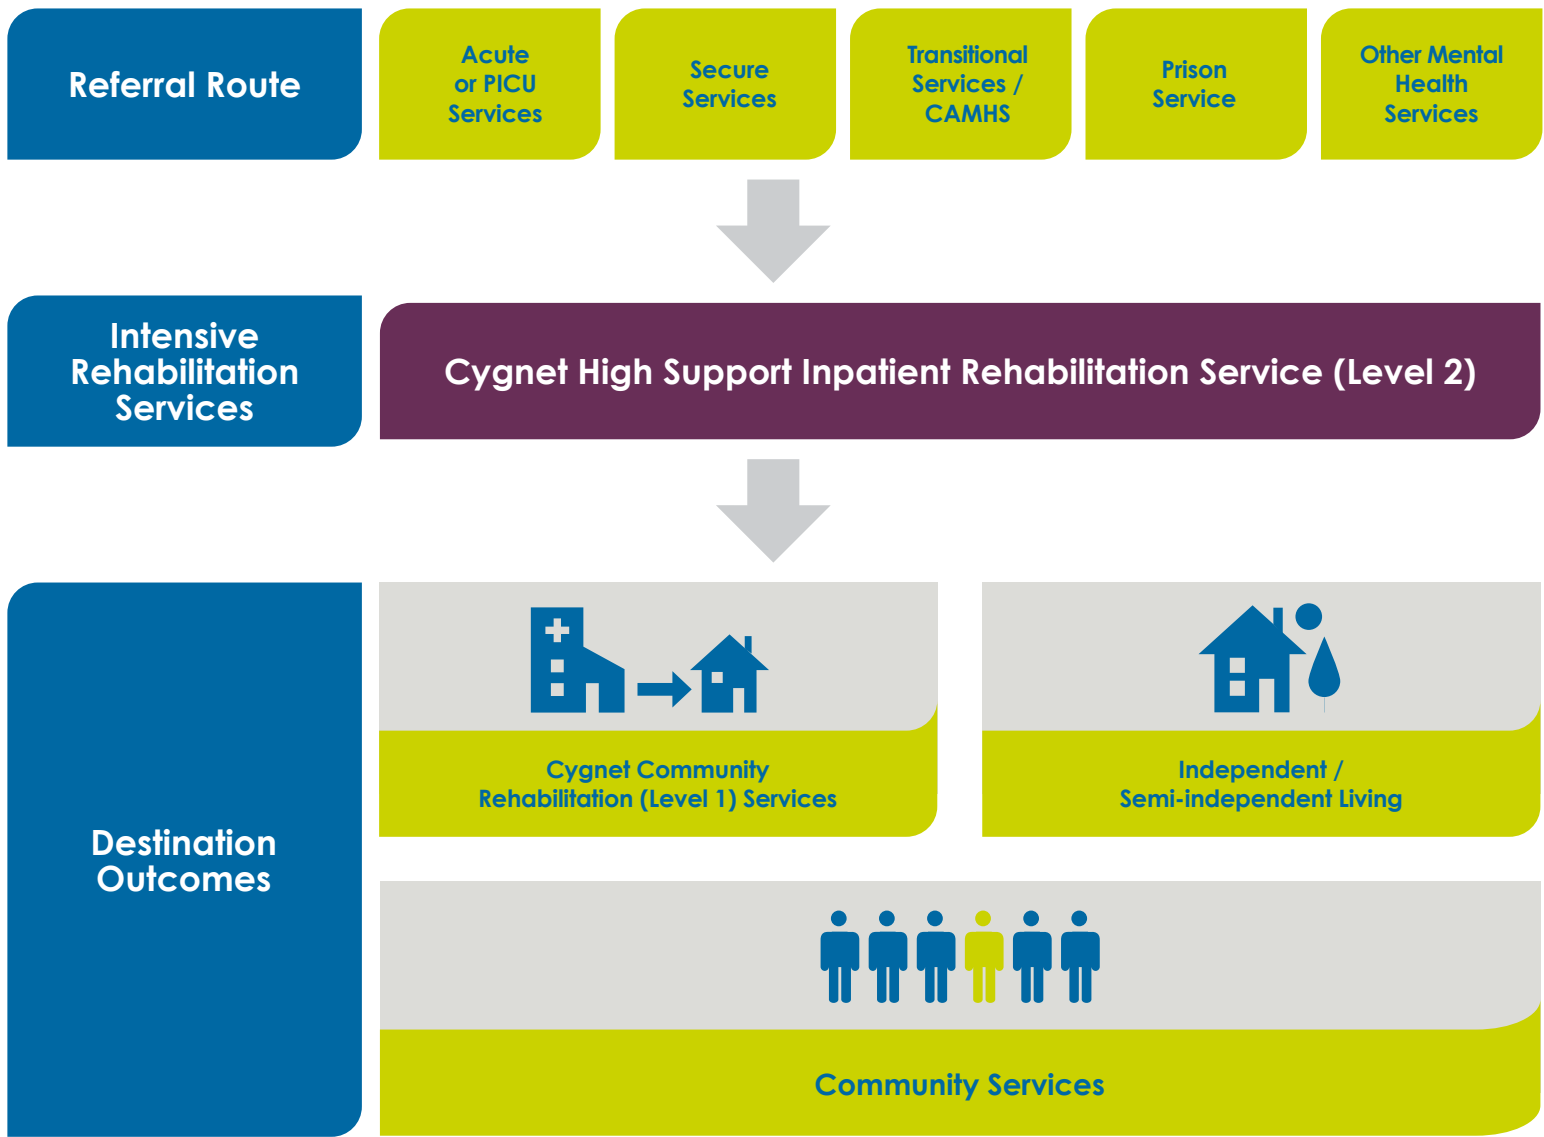 Referral Route
Acute
or PICU
Services
Secure
Services
Transitional
Services /
CAMHS
Prison
Service
Other Mental
Health
Services
Intensive
Rehabilitation
Services
Cygnet High Support Inpatient Rehabilitation Service (Level 2)
Destination
Outcomes
Cygnet Community
Rehabilitation (Level 1) Services
Independent /
Semi-independent Living
Community Services